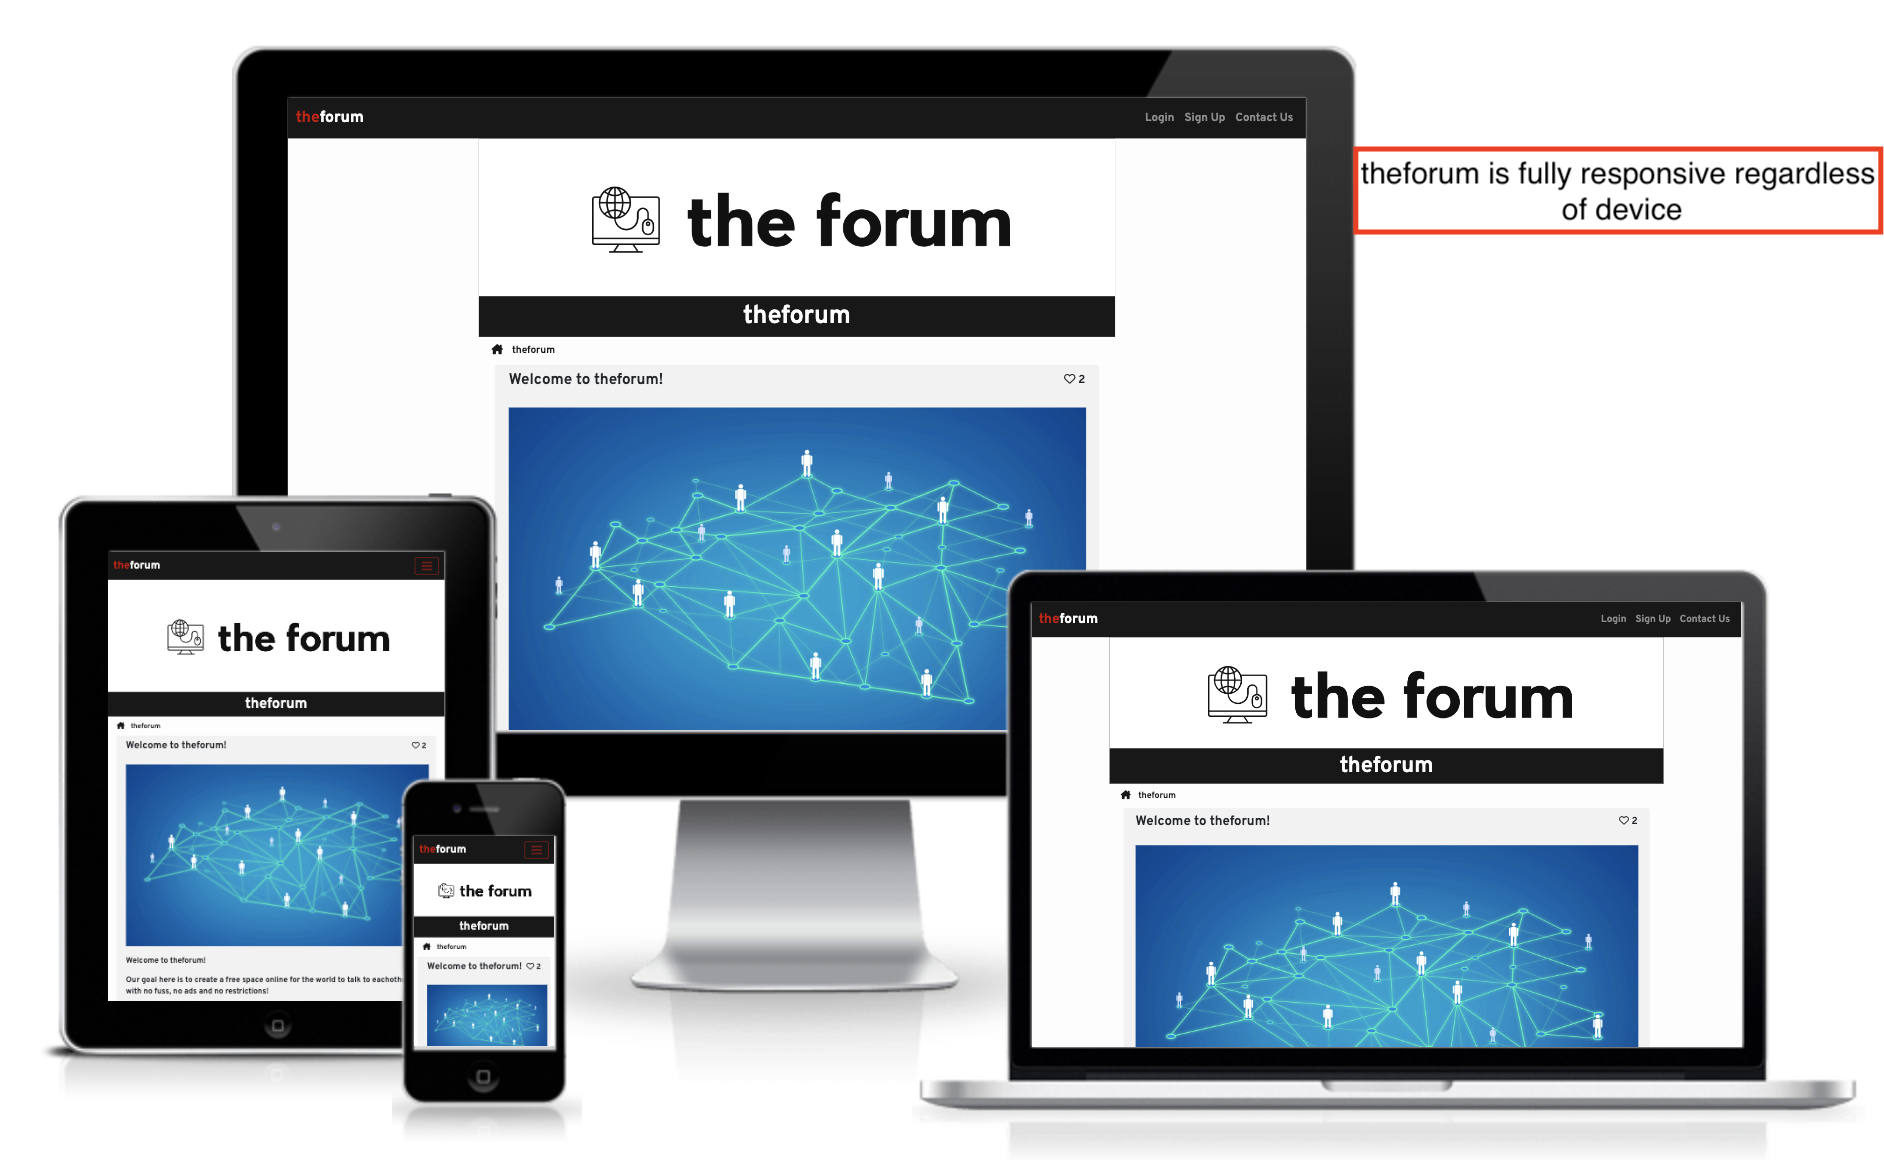 theforum
Login Sign Up Contact Us
the forum
theforum
theforum
Welcome to theforum!
2
theforum is fully responsive regardless
of device
theforum
the forum
theforum
theforum
Welcome to theforum!
2
Welcome to theforum!
Our goal here is to create a free space online for the world to talk to eachoth
with no fuss, no ads and no restrictions!
theforum
the forum
theforum
theforum
Welcome to theforum!
2
theforum
Login Sign Up Contact Us
the forum
theforum
theforum
Welcome to theforum!
2